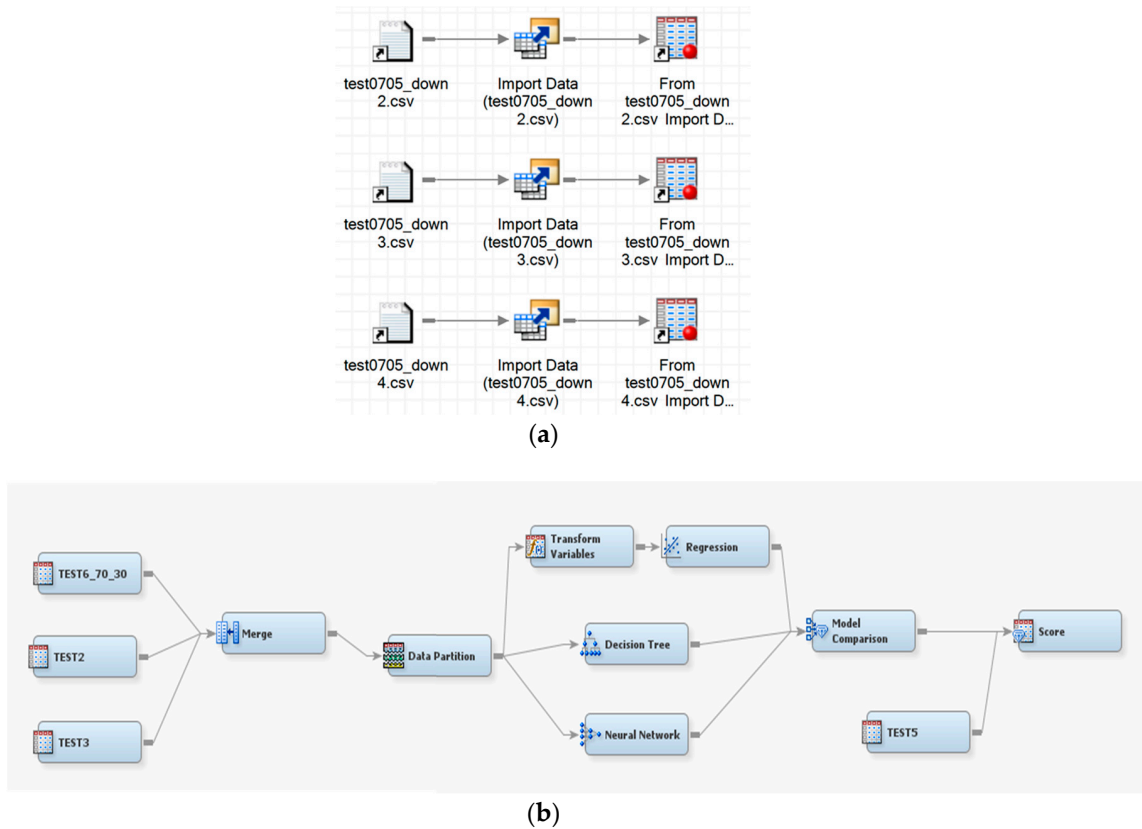 test0705_down
2.csv
Import Data
(test0705_down
2.csv)
From
test0705_down
2.csv Import D...
test0705_down
3.csv
Import Data
(test0705_down
3.csv)
From
test0705_down
3.csv Import D...
test0705_down
4.csv
Import Data
(test0705_down
4.csv)
From
test0705_down
4.csv Import D...
(a)
TEST6_70_30
TEST2
TEST3
Merge
Data Partition
Transform
Variables
Regression
Decision Tree
Neural Network
Model
Comparison
Score
TEST5
(b)